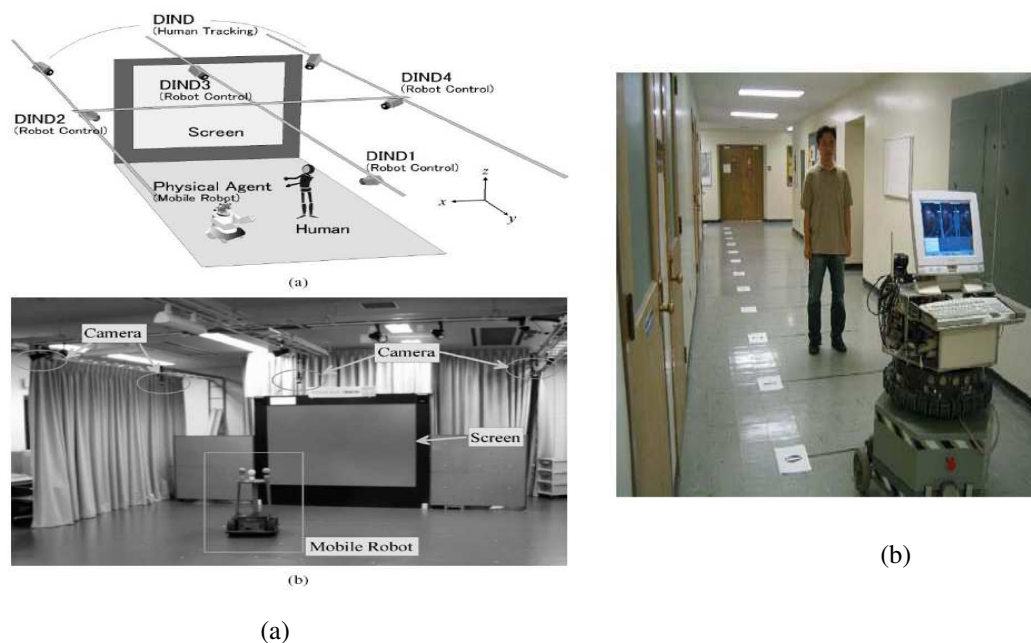 DIND
(Human Tracking)
DIND3
(Robot Control)
DIND4
(Robot Control)
DIND2
(Robot Control)
Screen
DIND1
(Robot Control)
Physical Agent
(Mobile Robot)
Human
z
x
y
(a)
Camera
Camera
Screen
Mobile Robot
(b)
(a)
(b)